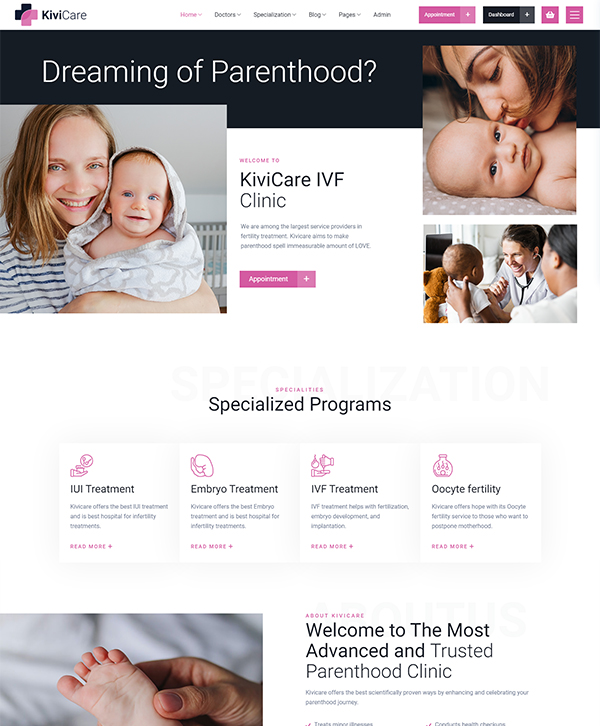 KiviCare
Home Doctors Specialization Blog Pages Admin
Appointment +
Dashboard +
Dreaming of Parenthood?
WELCOME TO
KiviCare IVF
Clinic
We are among the largest service providers in
fertility treatment. Kivicare aims to make
parenthood spell immeasurable amount of LOVE.
Appointment +
SPECIALIZATION
SPECIALITIES
Specialized Programs
IUI Treatment
Kivicare offers the best IUI treatment
and is best hospital for infertility
treatments.
READ MORE +
Embryo Treatment
Kivicare offers the best Embryo
treatment and is best hospital for
infertility treatments.
READ MORE +
IVF Treatment
IVF treatment helps with fertilization,
embryo development, and
implantation.
READ MORE +
Oocyte fertility
Kivicare offers hope with its Oocyte
fertility service to those who want to
postpone motherhood.
READ MORE +
ABOUT KIVICARE
Welcome to The Most
Advanced and Trusted
Parenthood Clinic
Kivicare offers the best scientifically proven ways by enhancing and celebrating your
parenthood journey.
Treats minor illnesses
Conducts health checkups